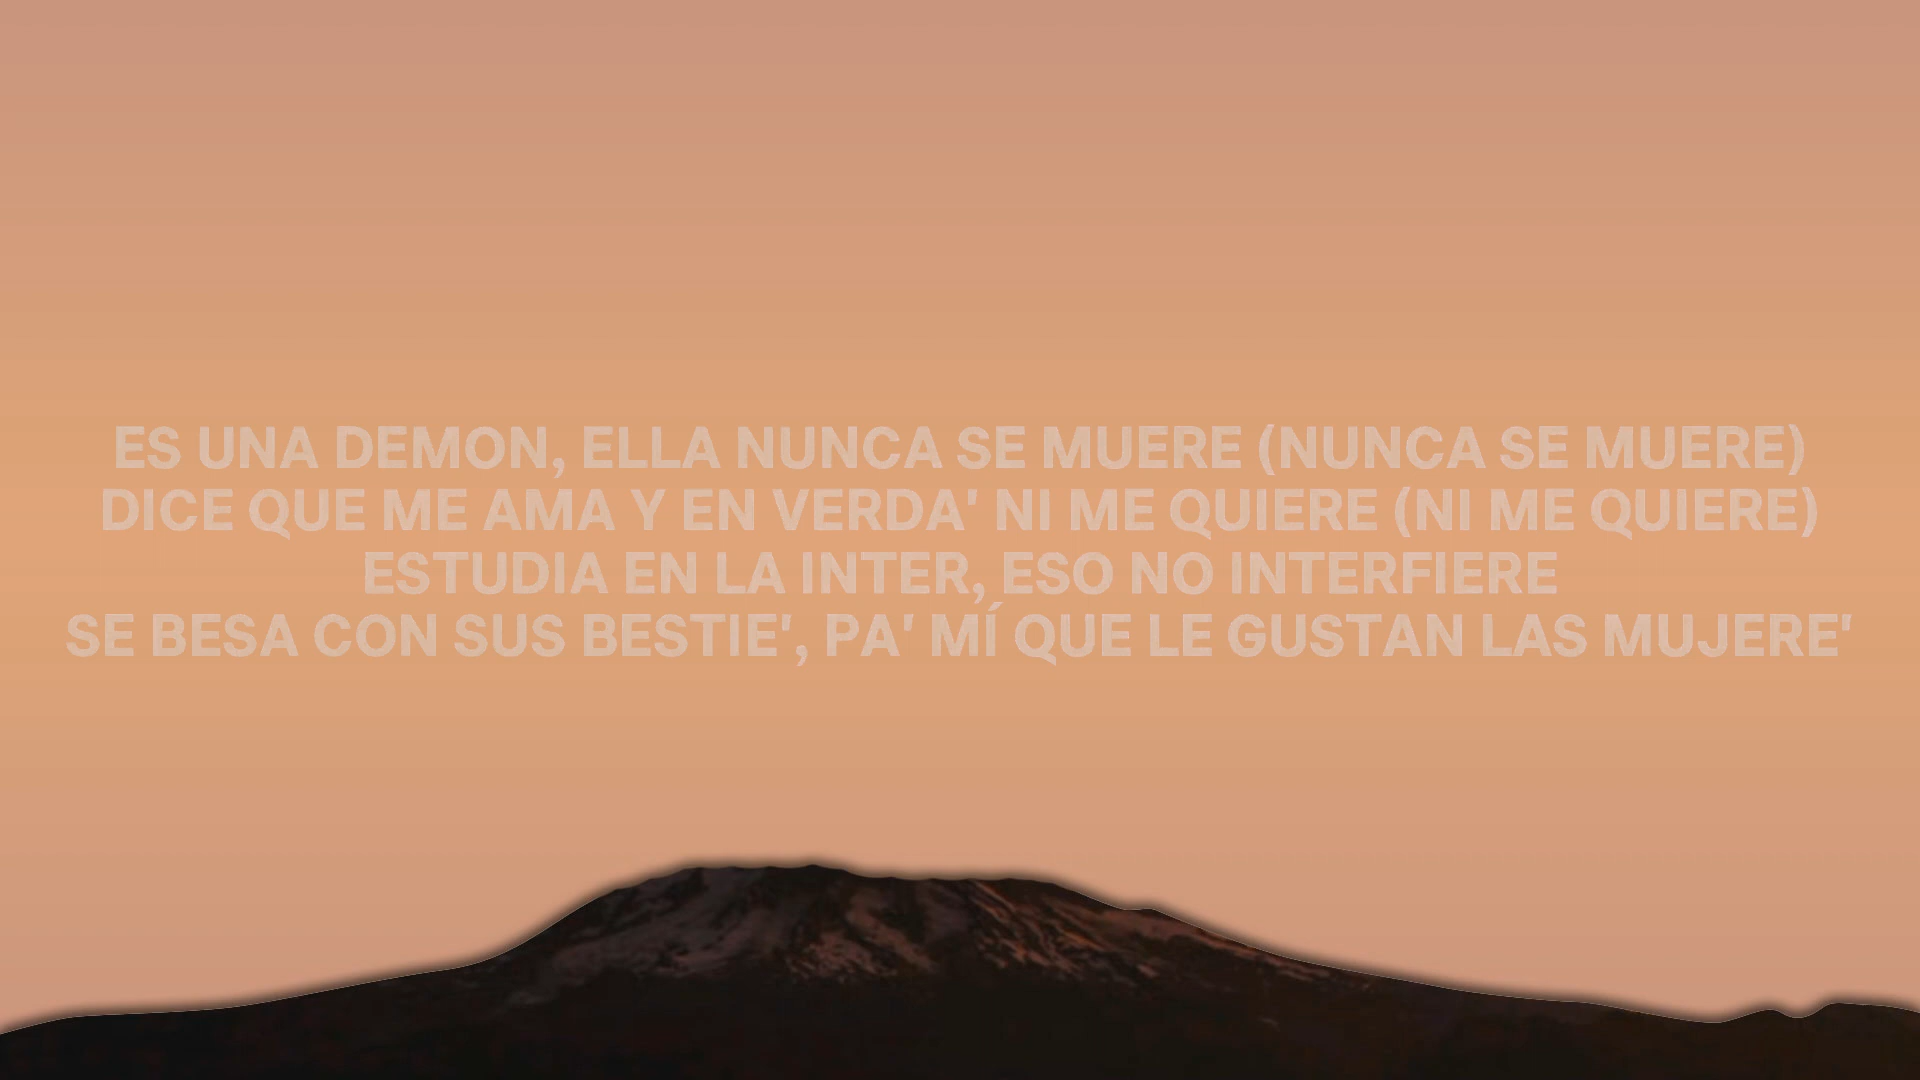 ES UNA DEMON, ELLA NUNCA SE MUERE (NUNCA SE MUERE)
DICE QUE ME AMA Y EN VERDA' NI ME QUIERE (NI ME QUIERE)
ESTUDIA EN LA INTER, ESO NO INTERFIERE
SE BESA CON SUS BESTIE', PA' MÍ QUE LE GUSTAN LAS MUJERE'